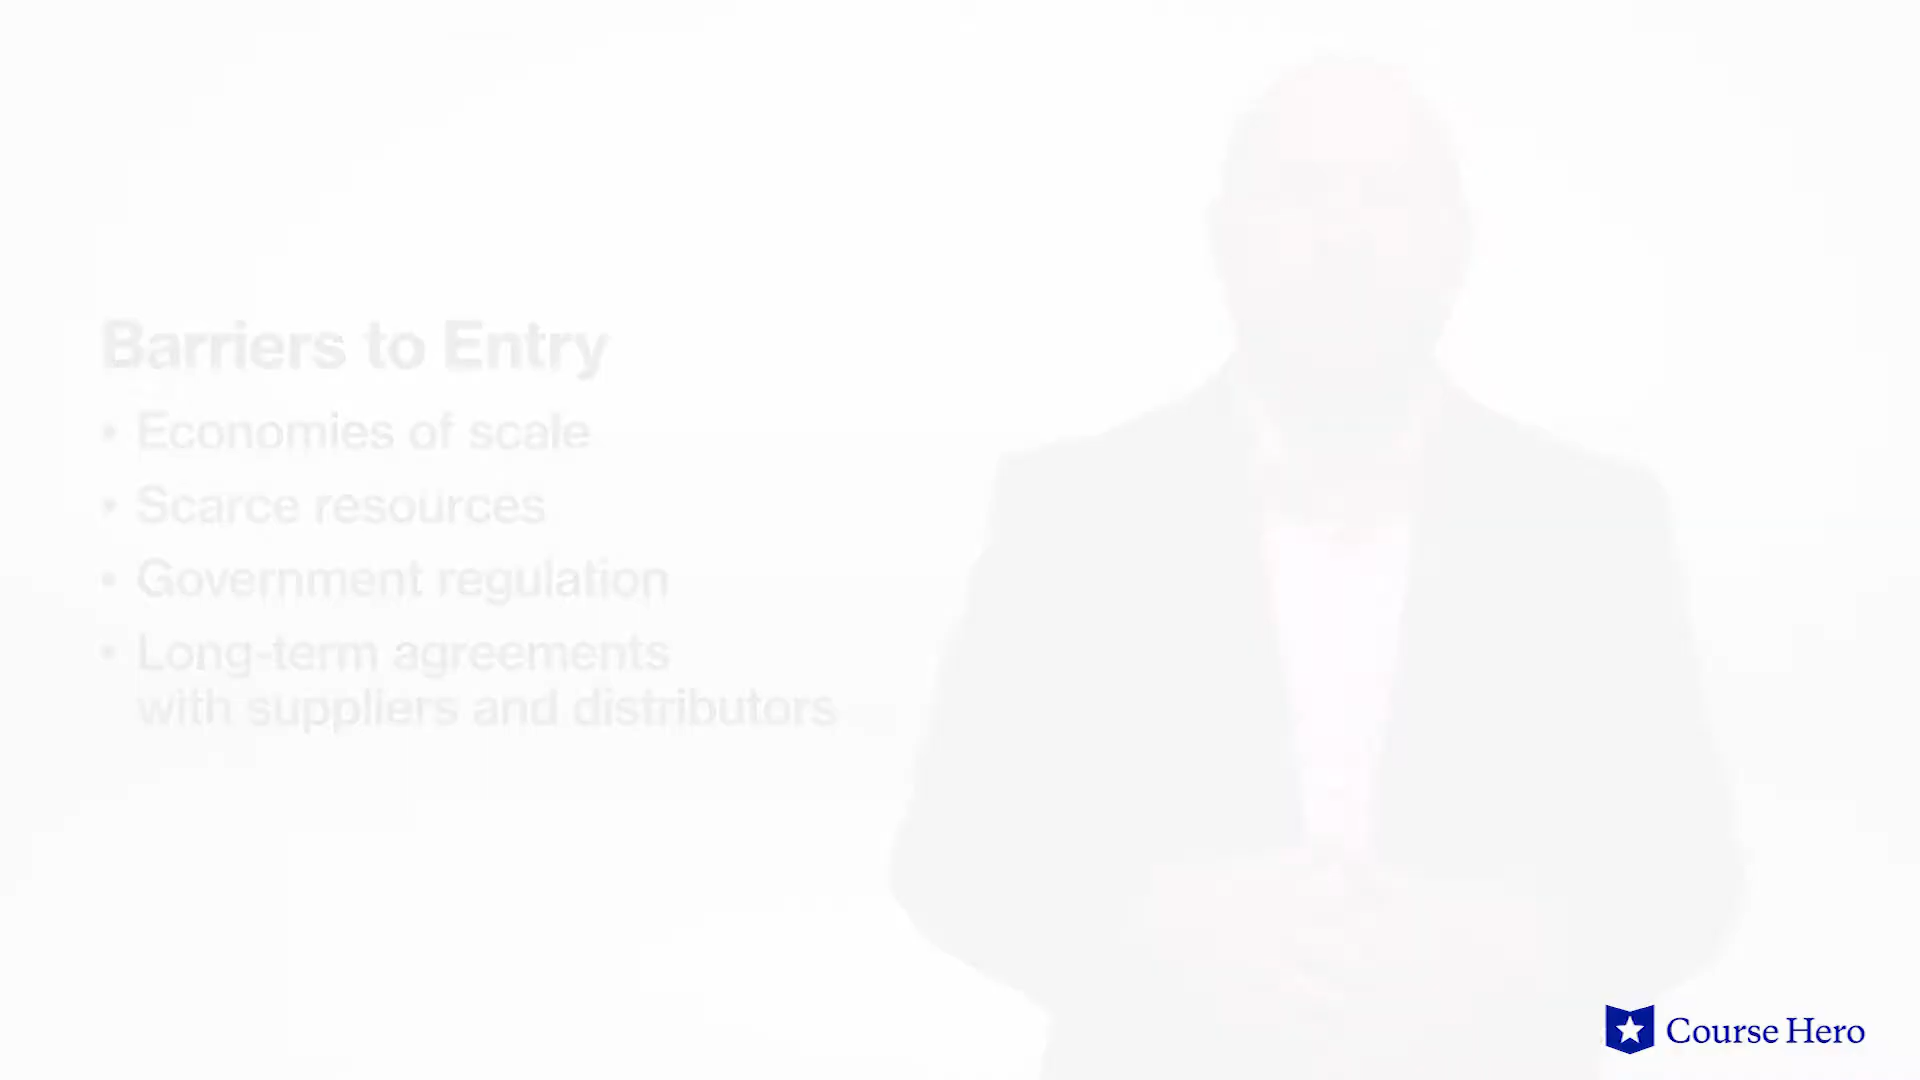 Barriers to Entry
• Economies of scale
• Scarce resources
• Government regulation
• Long-term agreements
with suppliers and distributors
Course Hero